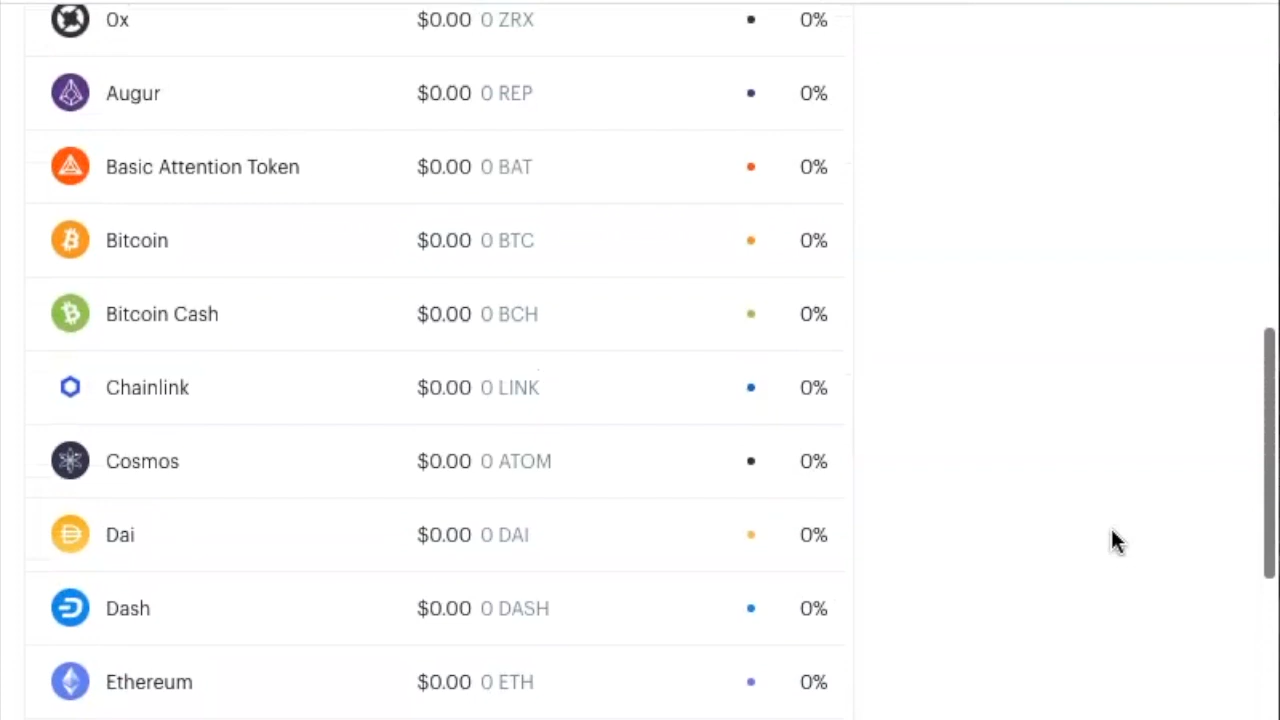 0x $0.00 0 ZRX 0%
Augur $0.00 0 REP 0%
Basic Attention Token $0.00 0 BAT 0%
Bitcoin $0.00 0 BTC 0%
Bitcoin Cash $0.00 0 BCH 0%
Chainlink $0.00 0 LINK 0%
Cosmos $0.00 0 ATOM 0%
Dai $0.00 0 DAI 0%
Dash $0.00 0 DASH 0%
Ethereum $0.00 0 ETH 0%